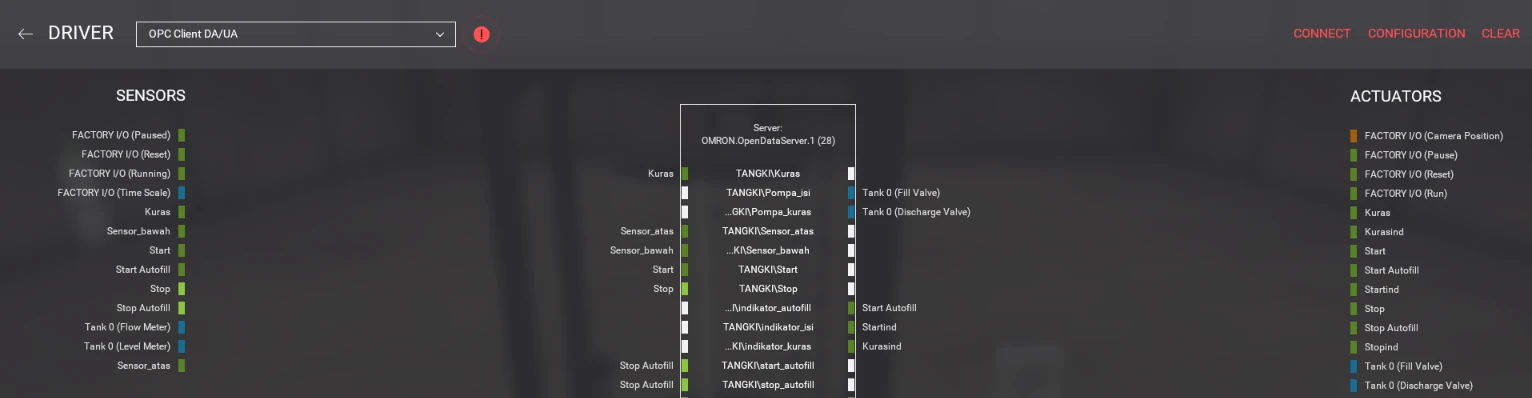 DRIVER
OPC Client DA/UA
!
CONNECT
CONFIGURATION
CLEAR
SENSORS
FACTORY I/O (Paused)
FACTORY I/O (Reset)
FACTORY I/O (Running)
FACTORY I/O (Time Scale)
Kuras
Sensor_bawah
Start
Start Autofill
Stop
Stop Autofill
Tank 0 (Flow Meter)
Tank 0 (Level Meter)
Sensor_atas
Server:
OMRON.OpenDataServer.1 (28)
Kuras TANGKI\Kuras
TANGKI\Pompa_isi Tank 0 (Fill Valve)
...GKI\Pompa_kuras Tank 0 (Discharge Valve)
Sensor_atas TANGKI\Sensor_atas
Sensor_bawah ...KI\Sensor_bawah
Start TANGKI\Start
Stop TANGKI\Stop
...I\indikator_autofill Start Autofill
TANGKI\indikator_isi Startind
...KI\indikator_kuras Kurasind
Stop Autofill TANGKI\start_autofill
Stop Autofill TANGKI\stop_autofill
ACTUATORS
FACTORY I/O (Camera Position)
FACTORY I/O (Pause)
FACTORY I/O (Reset)
FACTORY I/O (Run)
Kuras
Kurasind
Start
Start Autofill
Startind
Stop
Stop Autofill
Stopind
Tank 0 (Fill Valve)
Tank 0 (Discharge Valve)